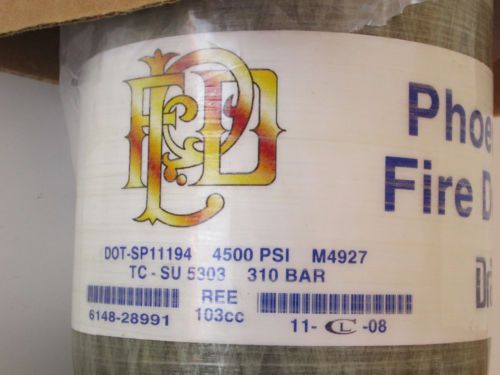 Phoe
Fire D
DOT-SP11194 4500 PSI M4927
TC - SU 5303 310 BAR
REE
103cc
6148-28991
11- CL -08